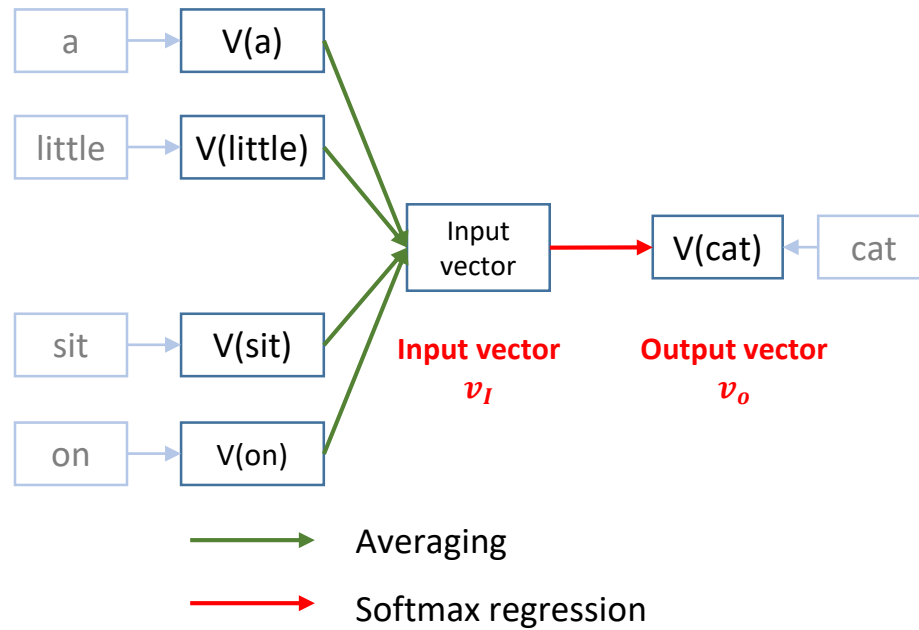 a
V(a)
little
V(little)
Input
vector
V(cat)
cat
sit
V(sit)
Input vector
v_I
Output vector
v_o
on
V(on)
Averaging
Softmax regression